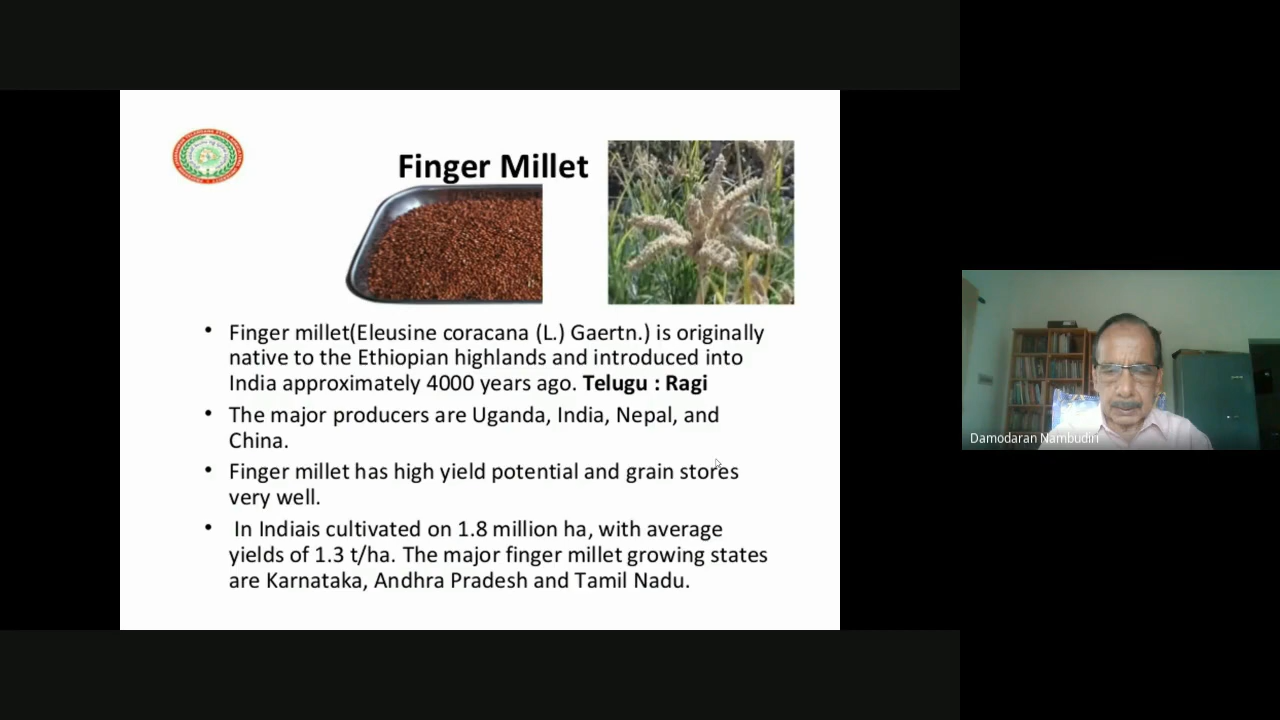 Finger Millet
• Finger millet(Eleusine coracana (L.) Gaertn.) is originally
native to the Ethiopian highlands and introduced into
India approximately 4000 years ago. Telugu : Ragi
• The major producers are Uganda, India, Nepal, and
China.
• Finger millet has high yield potential and grain stores
very well.
• In Indiais cultivated on 1.8 million ha, with average
yields of 1.3 t/ha. The major finger millet growing states
are Karnataka, Andhra Pradesh and Tamil Nadu.
Damodaran Nambudiri